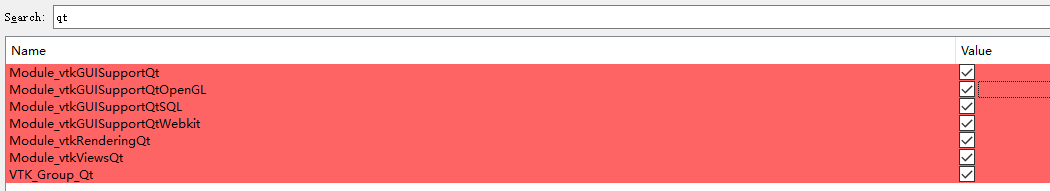 Search: qt
Name Value
Module_vtkGUISupportQt
Module_vtkGUISupportQtOpenGL
Module_vtkGUISupportQtSQL
Module_vtkGUISupportQtWebkit
Module_vtkRenderingQt
Module_vtkViewsQt
VTK_Group_Qt